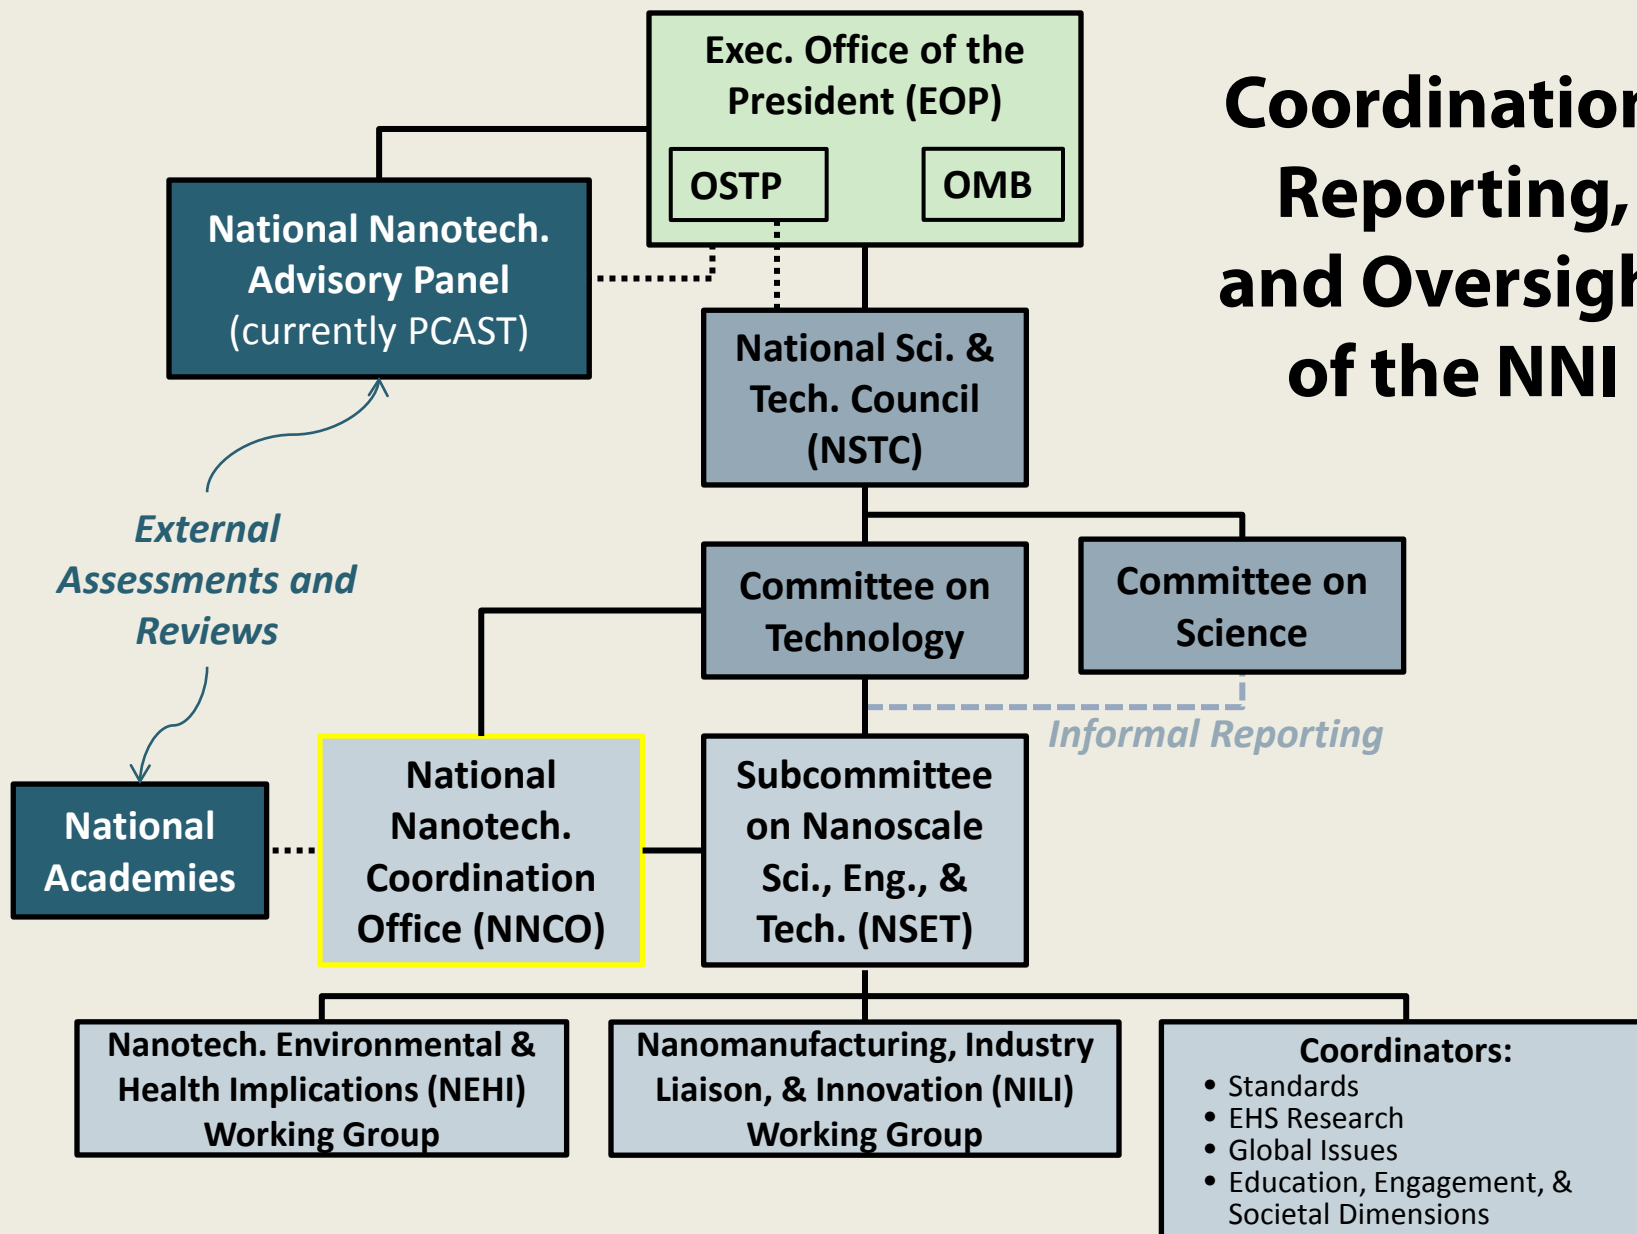 Exec. Office of the
President (EOP)
OSTP
OMB
Coordination
Reporting,
and Oversigh
of the NNI
National Nanotech.
Advisory Panel
(currently PCAST)
National Sci. &
Tech. Council
(NSTC)
External
Assessments and
Reviews
Committee on
Technology
Committee on
Science
Informal Reporting
National
Academies
National
Nanotech.
Coordination
Office (NNCO)
Subcommittee
on Nanoscale
Sci., Eng., &
Tech. (NSET)
Nanotech. Environmental &
Health Implications (NEHI)
Working Group
Nanomanufacturing, Industry
Liaison, & Innovation (NILI)
Working Group
Coordinators:
• Standards
• EHS Research
• Global Issues
• Education, Engagement, &
Societal Dimensions